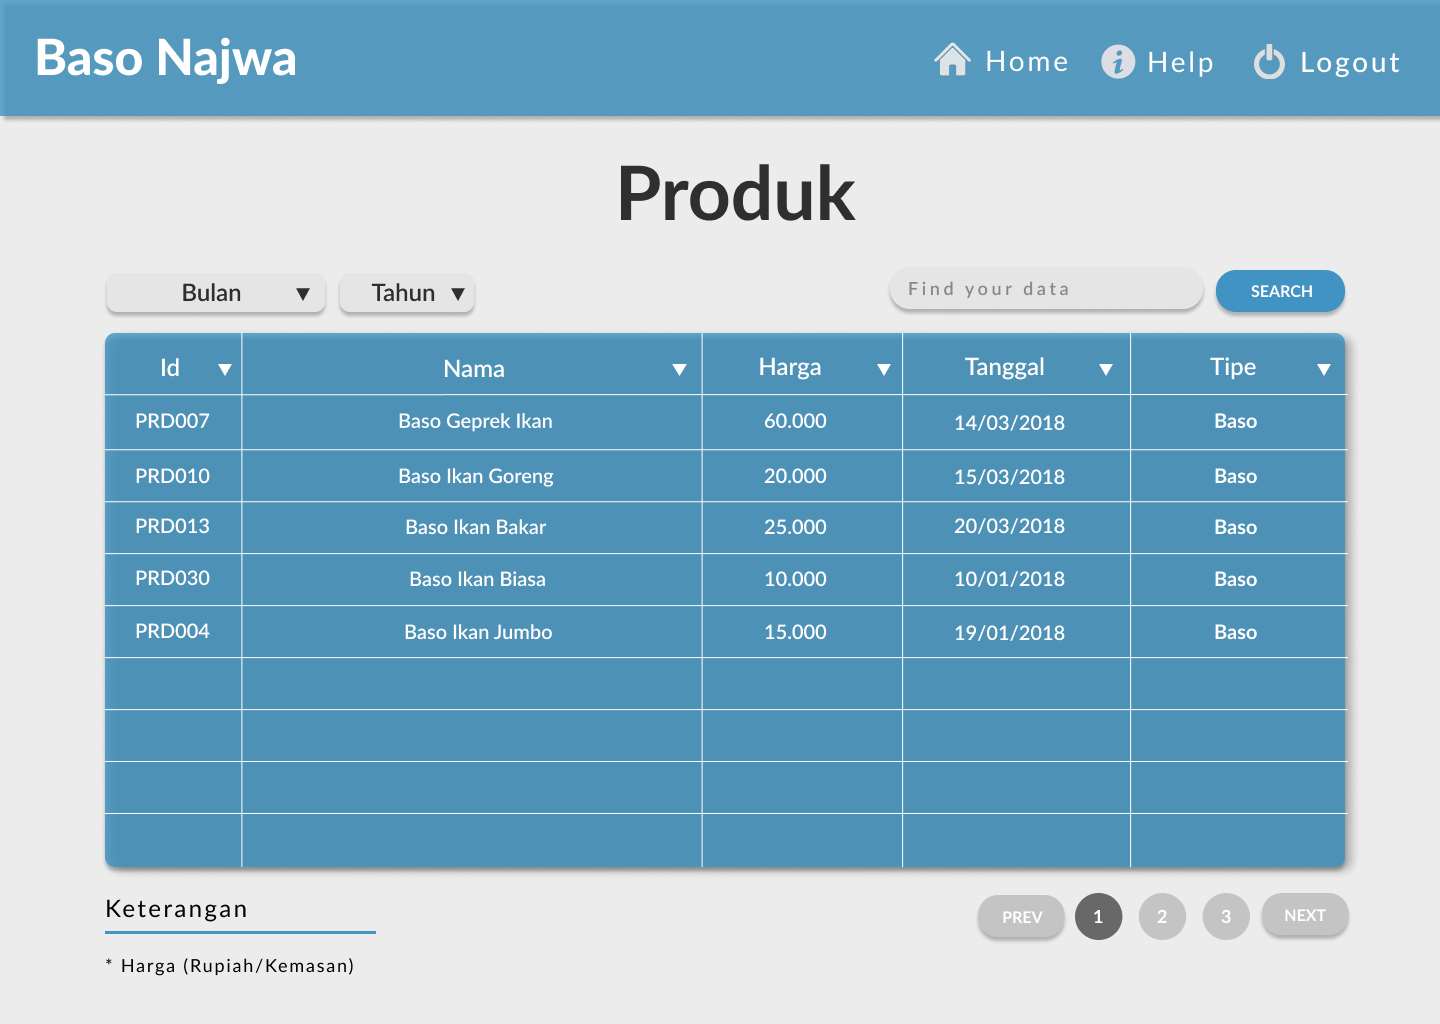 Baso Najwa
Home Help Logout
Produk
Bulan Tahun Find your data SEARCH
Id Nama Harga Tanggal Tipe
PRD007 Baso Geprek Ikan 60.000 14/03/2018 Baso
PRD010 Baso Ikan Goreng 20.000 15/03/2018 Baso
PRD013 Baso Ikan Bakar 25.000 20/03/2018 Baso
PRD030 Baso Ikan Biasa 10.000 10/01/2018 Baso
PRD004 Baso Ikan Jumbo 15.000 19/01/2018 Baso
Keterangan
PREV 1 2 3 NEXT
* Harga (Rupiah/Kemasan)